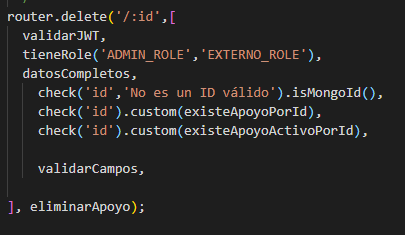 router.delete('/:id',[
validarJWT,
tieneRole('ADMIN_ROLE','EXTERNO_ROLE'),
datosCompletos,
check('id','No es un ID válido').isMongoId(),
check('id').custom(existeApoyoPorId),
check('id').custom(existeApoyoActivoPorId),
validarCampos,
], eliminarApoyo);